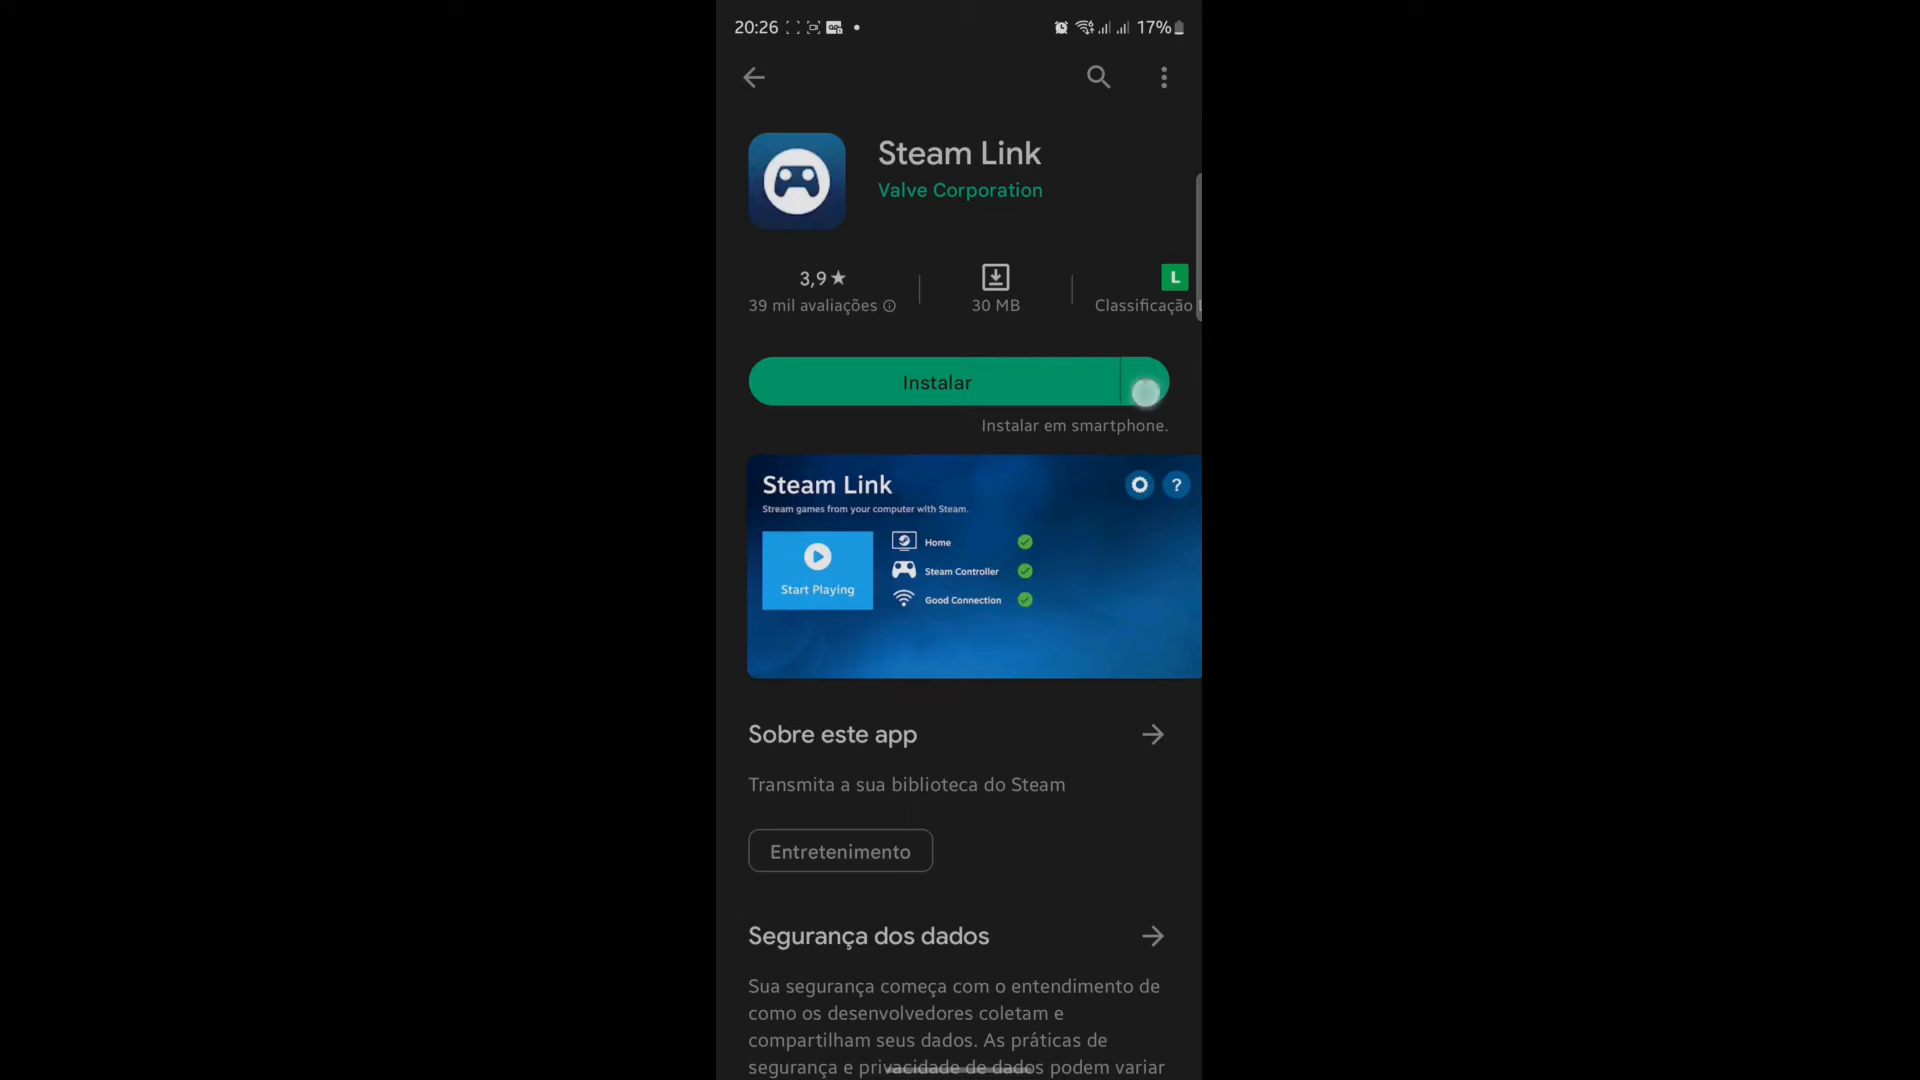 20:26
17%
Steam Link
Valve Corporation
3,9★
39 mil avaliações
30 MB
L
Classificação
Instalar
Instalar em smartphone.
Steam Link
?
Stream games from your computer with Steam.
Home
Start Playing
Steam Controller
Good Connection
Sobre este app
Transmita a sua biblioteca do Steam
Entretenimento
Segurança dos dados
Sua segurança começa com o entendimento de
como os desenvolvedores coletam e
compartilham seus dados. As práticas de
segurança e privacidade de dados podem variar